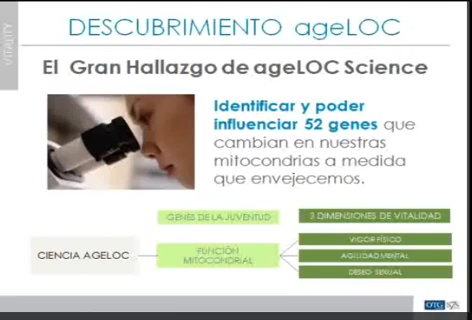 VITALITY
DESCUBRIMIENTO ageLOC
El Gran Hallazgo de ageLOC Science
Identificar y poder
influenciar 52 genes que
cambian en nuestras
mitocondrias a medida
que envejecemos.
GENES DE LA JUVENTUD
3 DIMENSIONES DE VITALIDAD
VIGOR FÍSICO
CIENCIA AGELOC
FUNCIÓN
MITOCONDRIAL
AGILIDAD MENTAL
DESEO SEXUAL
OTG